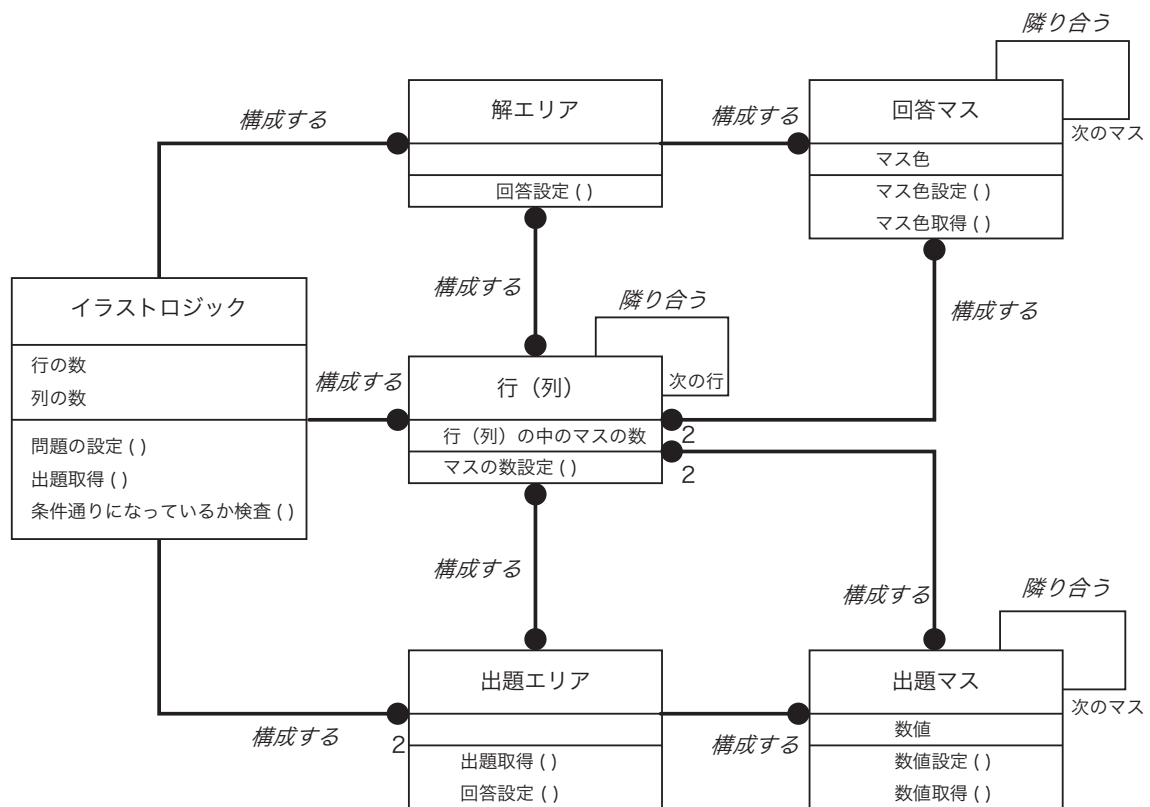 隣り合う
構成する
解エリア
構成する
回答マス
次のマス
マス色
回答設定 ( )
マス色設定 ( )
マス色取得 ( )
構成する
隣り合う
構成する
イラストロジック
行の数
列の数
構成する
行（列）
次の行
行（列）の中のマスの数
2
マスの数設定 ( )
2
問題の設定 ( )
出題取得 ( )
条件通りになっているか検査 ( )
構成する
構成する
隣り合う
出題エリア
出題マス
次のマス
構成する
2
構成する
数値
出題取得 ( )
回答設定 ( )
数値設定 ( )
数値取得 ( )